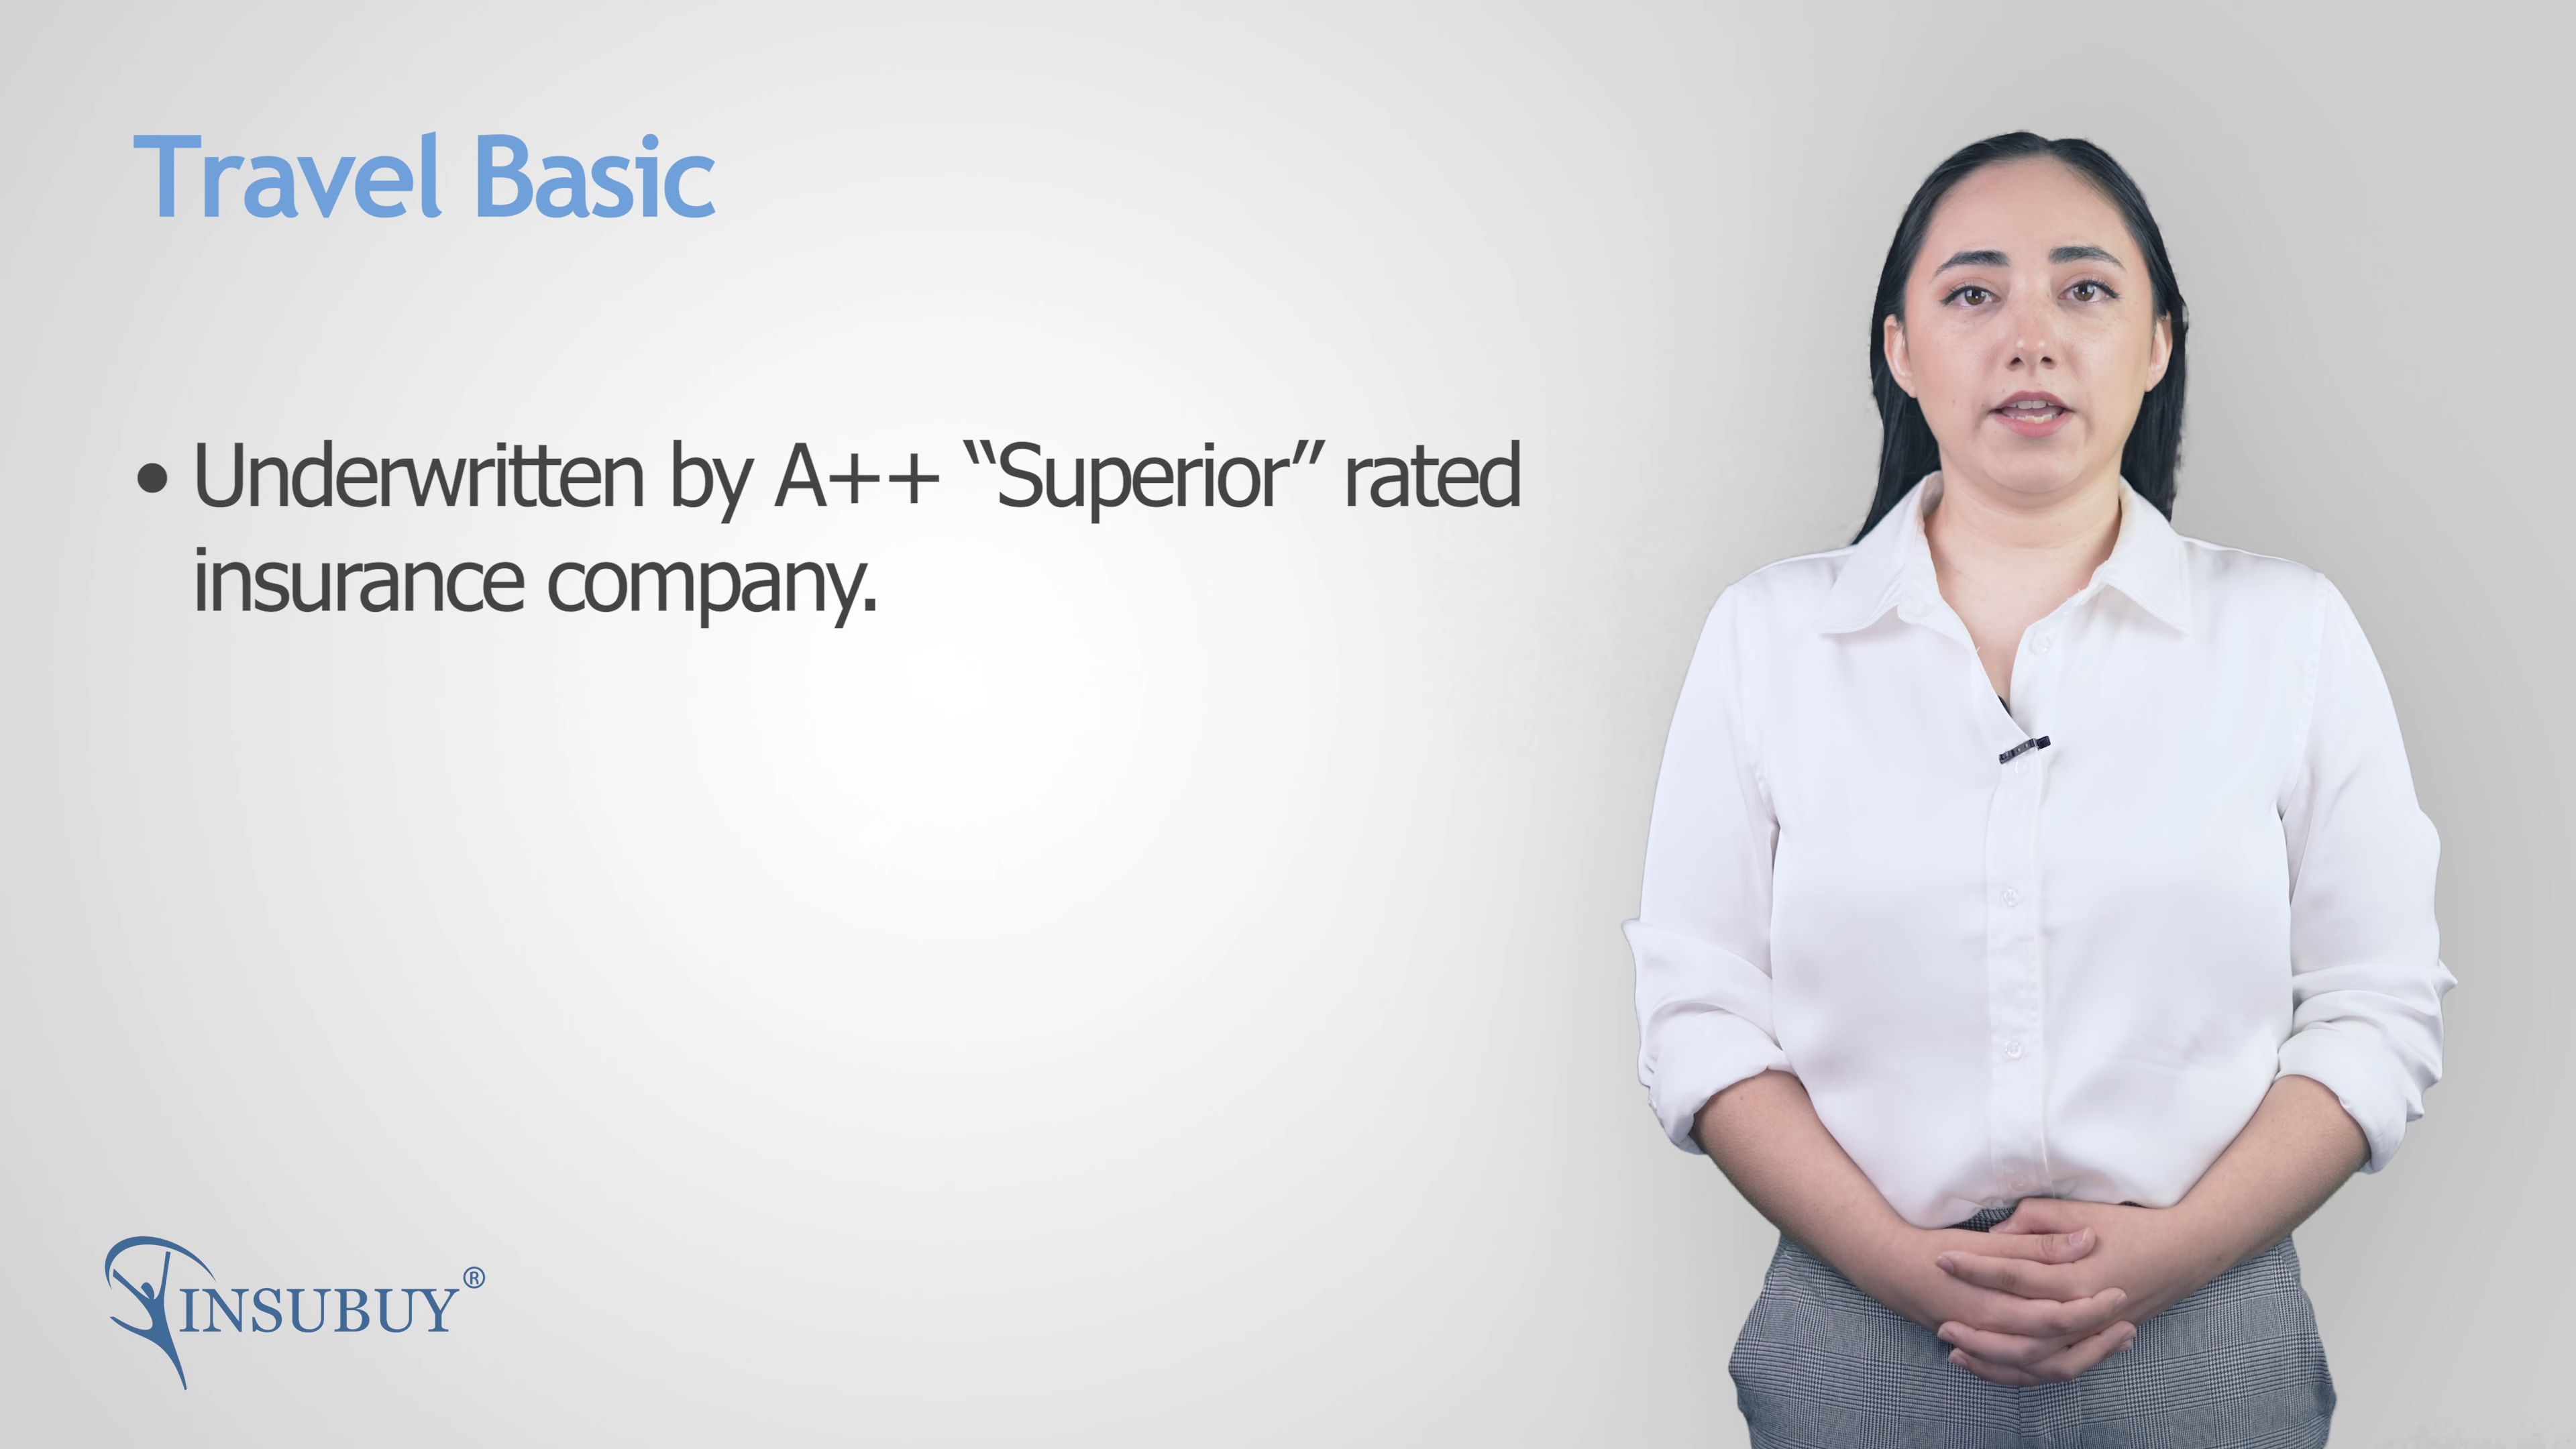 Travel Basic
• Underwritten by A++ “Superior” rated
insurance company.
INSUBUY®